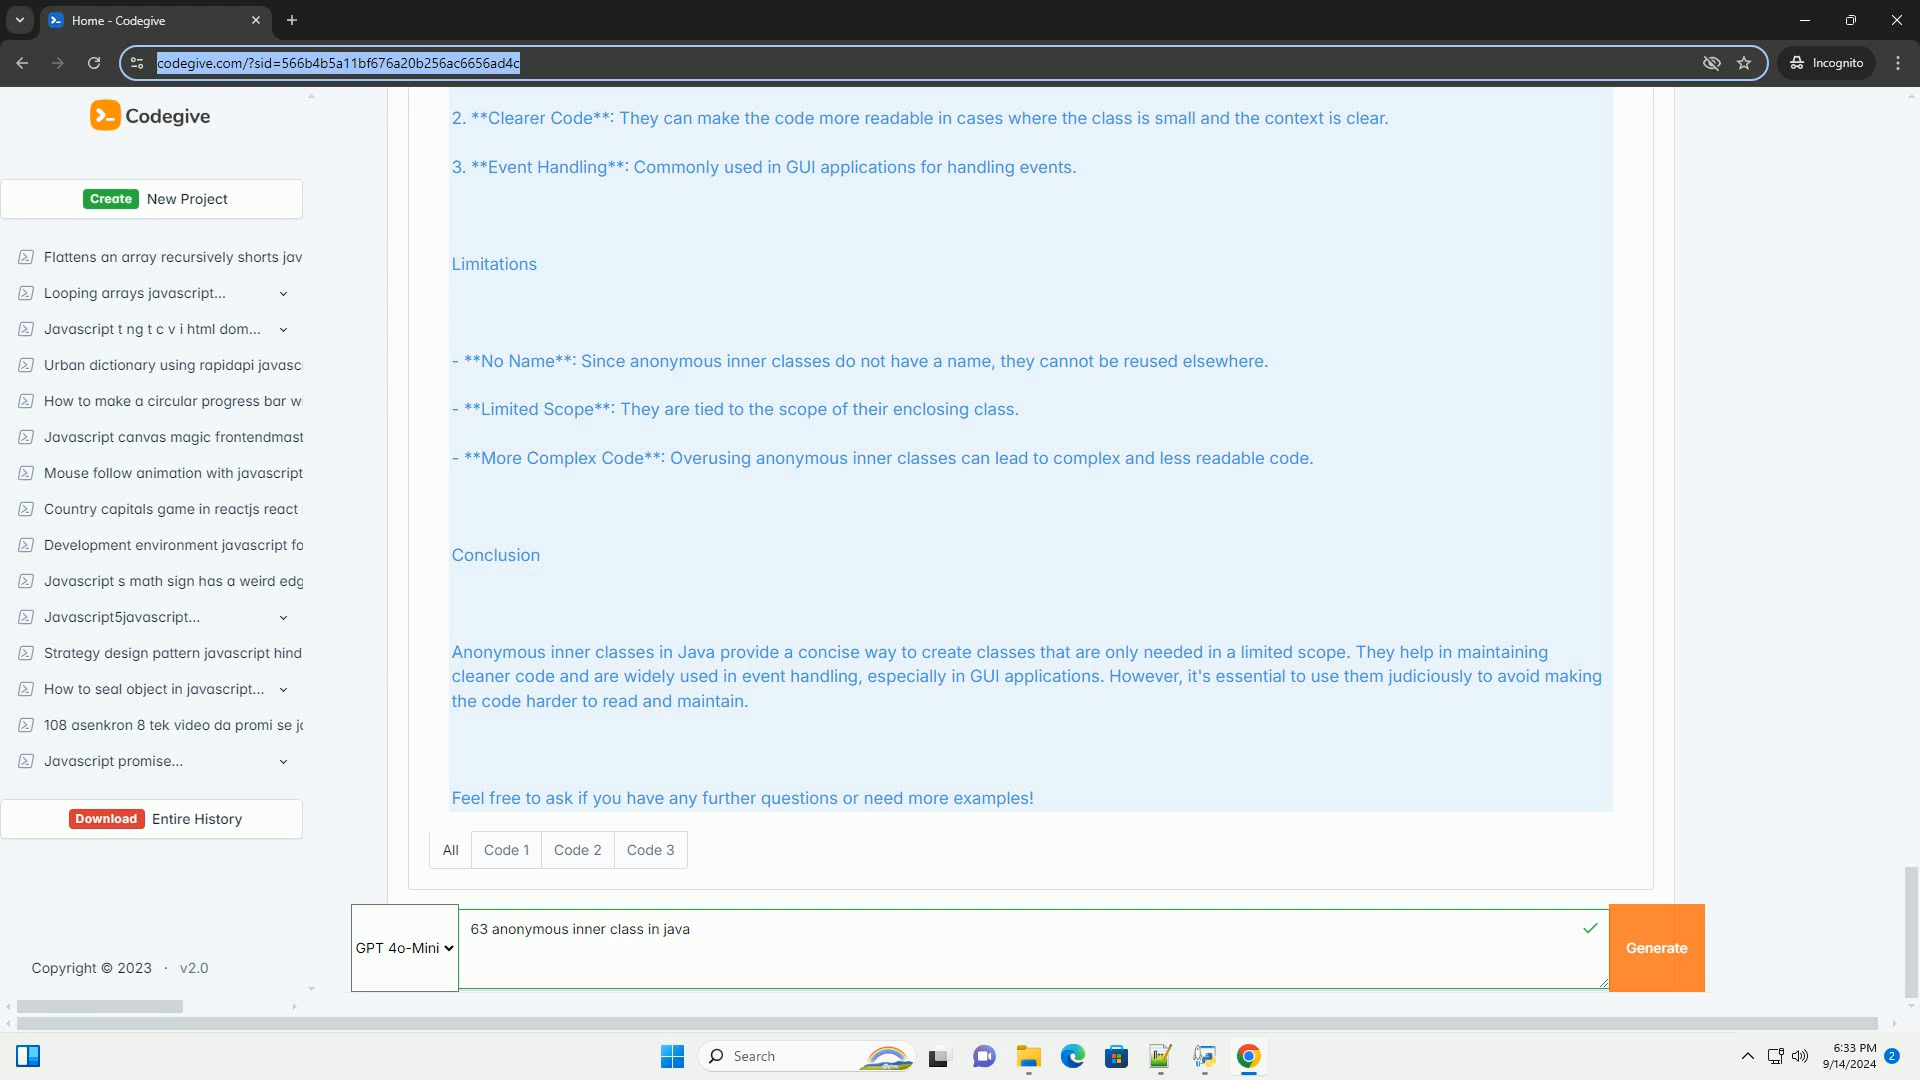 Home - Codegive
codegive.com/?sid=566b4b5a11bf676a20b256ac6656ad4c
Incognito
Codegive
Create New Project
Flattens an array recursively shorts jav
Looping arrays javascript...
Javascript t ng t c v i html dom...
Urban dictionary using rapidapi javasc
How to make a circular progress bar wi
Javascript canvas magic frontendmast
Mouse follow animation with javascript
Country capitals game in reactjs react
Development environment javascript fo
Javascript s math sign has a weird edg
Javascript5javascript...
Strategy design pattern javascript hind
How to seal object in javascript...
108 asenkron 8 tek video da promi se ja
Javascript promise...
Download Entire History
Copyright © 2023 · v2.0
2. **Clearer Code**: They can make the code more readable in cases where the class is small and the context is clear.
3. **Event Handling**: Commonly used in GUI applications for handling events.
Limitations
- **No Name**: Since anonymous inner classes do not have a name, they cannot be reused elsewhere.
- **Limited Scope**: They are tied to the scope of their enclosing class.
- **More Complex Code**: Overusing anonymous inner classes can lead to complex and less readable code.
Conclusion
Anonymous inner classes in Java provide a concise way to create classes that are only needed in a limited scope. They help in maintaining
cleaner code and are widely used in event handling, especially in GUI applications. However, it's essential to use them judiciously to avoid making
the code harder to read and maintain.
Feel free to ask if you have any further questions or need more examples!
All Code 1 Code 2 Code 3
GPT 4o-Mini
63 anonymous inner class in java
Generate
Search
6:33 PM
9/14/2024
2